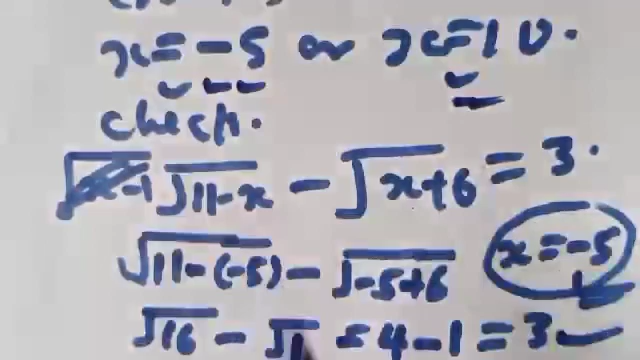 x = -5 or x = 10.
check.
√11-x - √x+6 = 3.
√11-(-5) - √-5+6 x = -5
√16 - √1 = 4-1 = 3